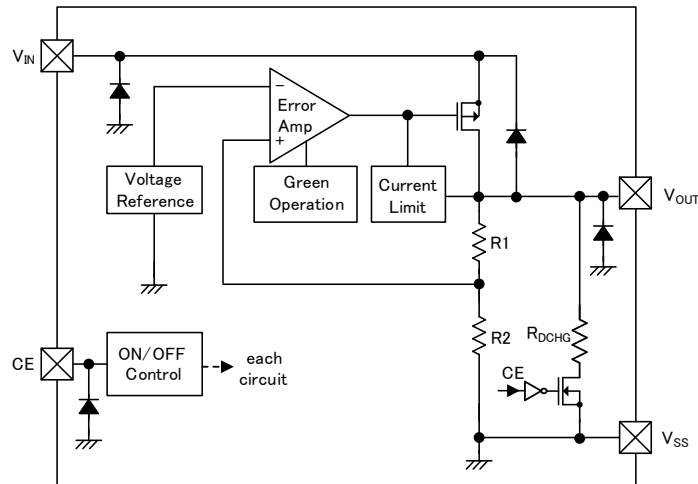 VIN
−
Error
Amp
+
Voltage
Reference
Green
Operation
Current
Limit
VOUT
R1
R2
RDCHG
CE
CE
ON/OFF
Control
each
circuit
VSS